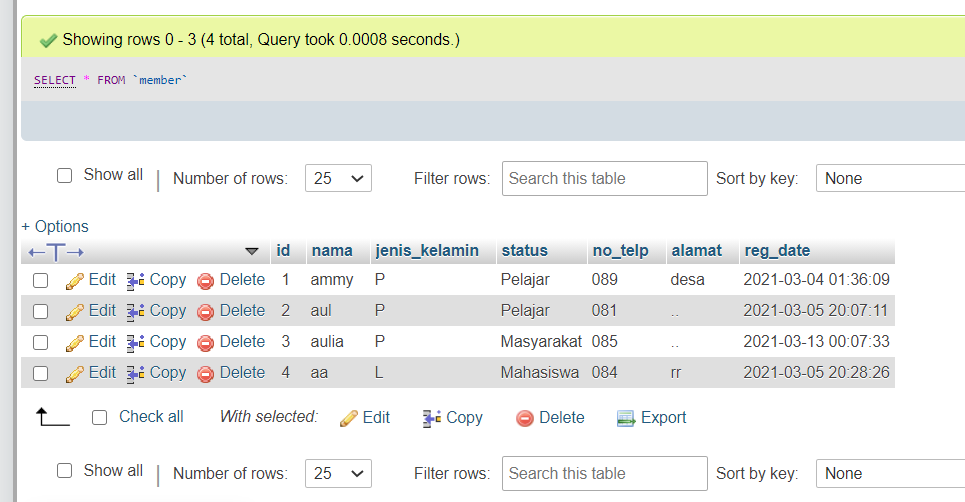 Showing rows 0 - 3 (4 total, Query took 0.0008 seconds.)
SELECT * FROM `member`
Show all | Number of rows: 25 Filter rows: Search this table Sort by key: None
+ Options
←T→ id nama jenis_kelamin status no_telp alamat reg_date
Edit Copy Delete 1 ammy P Pelajar 089 desa 2021-03-04 01:36:09
Edit Copy Delete 2 aul P Pelajar 081 .. 2021-03-05 20:07:11
Edit Copy Delete 3 aulia P Masyarakat 085 .. 2021-03-13 00:07:33
Edit Copy Delete 4 aa L Mahasiswa 084 rr 2021-03-05 20:28:26
Check all With selected: Edit Copy Delete Export
Show all | Number of rows: 25 Filter rows: Search this table Sort by key: None